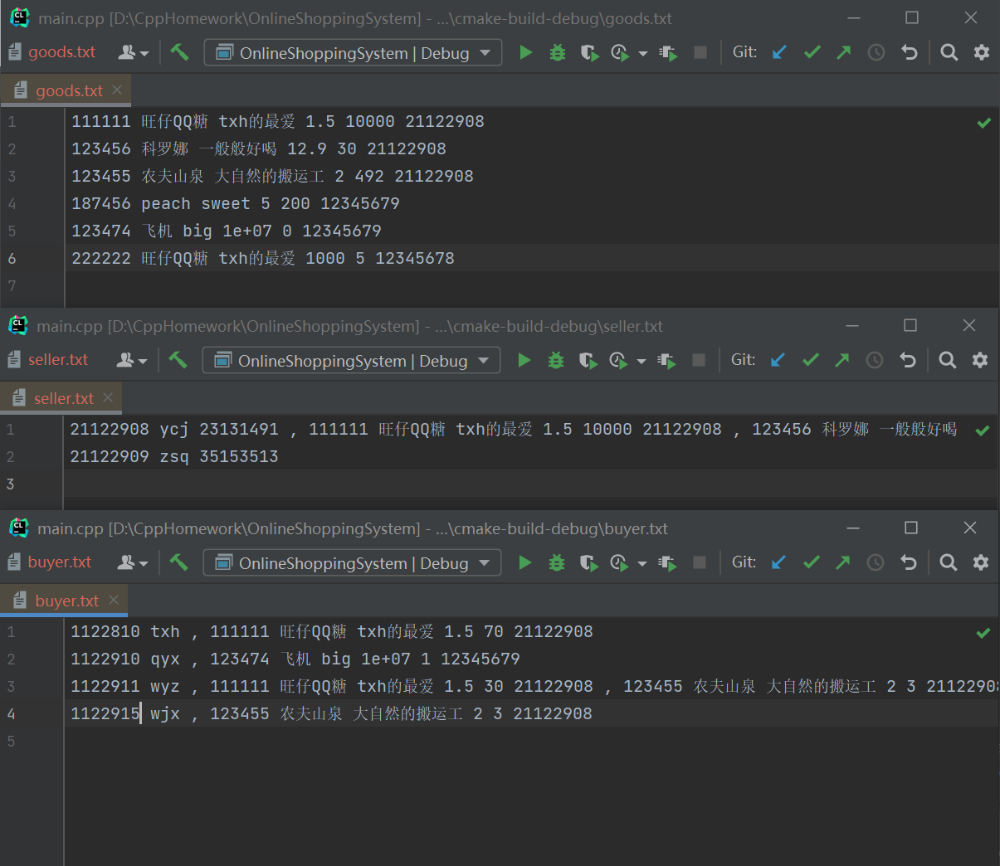 main.cpp [D:\CppHomework\OnlineShoppingSystem] - ...\cmake-build-debug\goods.txt
goods.txt OnlineShoppingSystem | Debug Git:
goods.txt
1 111111 旺仔QQ糖 txh的最爱 1.5 10000 21122908
2 123456 科罗娜 一般般好喝 12.9 30 21122908
3 123455 农夫山泉 大自然的搬运工 2 492 21122908
4 187456 peach sweet 5 200 12345679
5 123474 飞机 big 1e+07 0 12345679
6 222222 旺仔QQ糖 txh的最爱 1000 5 12345678
7
main.cpp [D:\CppHomework\OnlineShoppingSystem] - ...\cmake-build-debug\seller.txt
seller.txt OnlineShoppingSystem | Debug Git:
seller.txt
1 21122908 ycj 23131491 , 111111 旺仔QQ糖 txh的最爱 1.5 10000 21122908 , 123456 科罗娜 一般般好喝
2 21122909 zsq 35153513
3
main.cpp [D:\CppHomework\OnlineShoppingSystem] - ...\cmake-build-debug\buyer.txt
buyer.txt OnlineShoppingSystem | Debug Git:
buyer.txt
1 1122810 txh , 111111 旺仔QQ糖 txh的最爱 1.5 70 21122908
2 1122910 qyx , 123474 飞机 big 1e+07 1 12345679
3 1122911 wyz , 111111 旺仔QQ糖 txh的最爱 1.5 30 21122908 , 123455 农夫山泉 大自然的搬运工 2 3 2112290
4 1122915 wjx , 123455 农夫山泉 大自然的搬运工 2 3 21122908
5